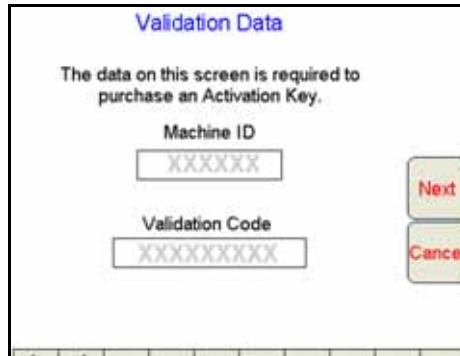 Validation Data
The data on this screen is required to
purchase an Activation Key.
Machine ID
XXXXXX
Next
Validation Code
XXXXXXXXX
Cance